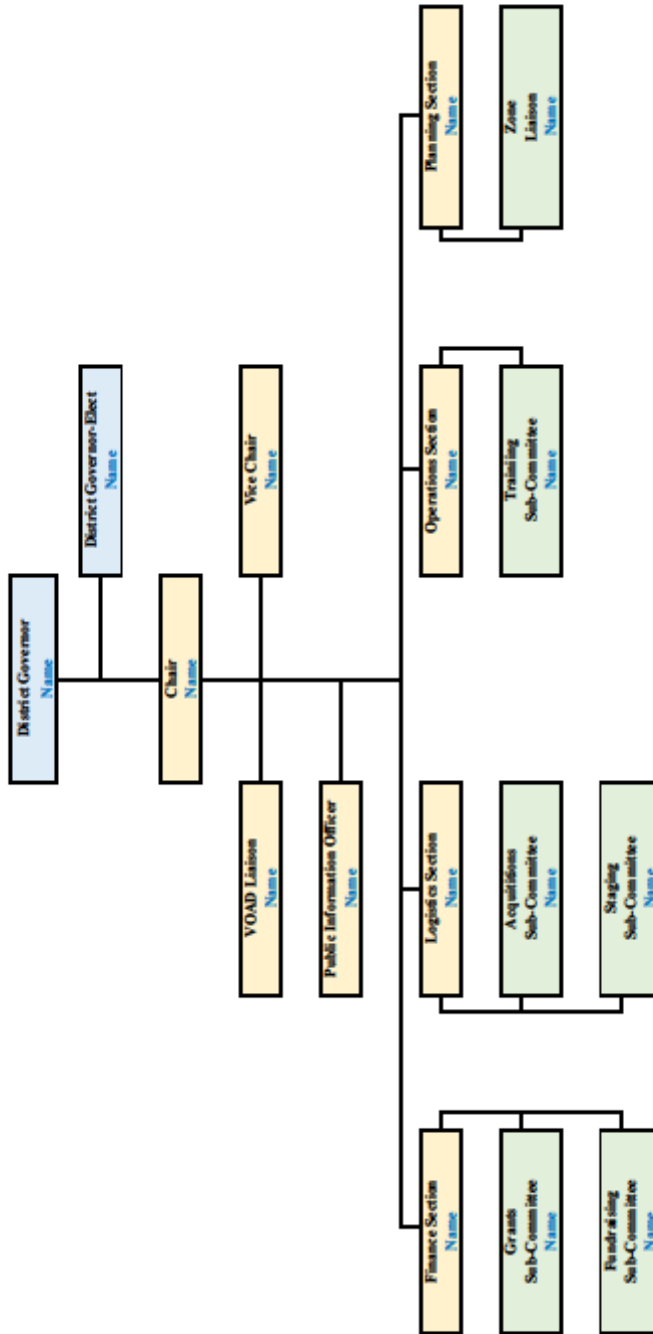 District Governor
Name
District Governor-Elect
Name
Chair
Name
VOAD Liaison
Name
Vice Chair
Name
Public Information Officer
Name
Finance Section
Name
Logistics Section
Name
Operations Section
Name
Planning Section
Name
Grants
Sub-Committee
Name
Acquititions
Sub-Committee
Name
Trainiing
Sub-Committee
Name
Zone
Liaison
Name
Fundraising
Sub-Committee
Name
Staging
Sub-Committee
Name